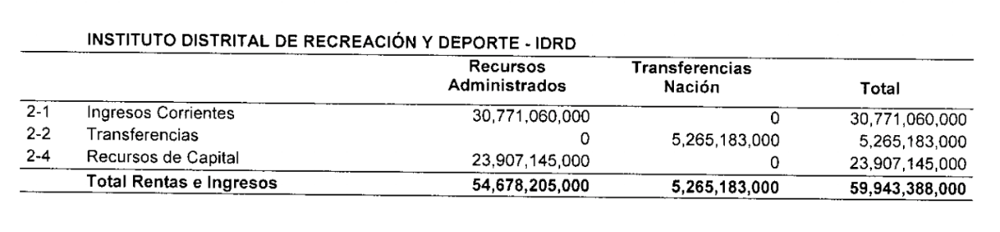 INSTITUTO DISTRITAL DE RECREACIÓN Y DEPORTE - IDRD
Recursos Administrados Transferencias Nación Total
2-1 Ingresos Corrientes 30,771,060,000 0 30,771,060,000
2-2 Transferencias 0 5,265,183,000 5,265,183,000
2-4 Recursos de Capital 23,907,145,000 0 23,907,145,000
Total Rentas e Ingresos 54,678,205,000 5,265,183,000 59,943,388,000